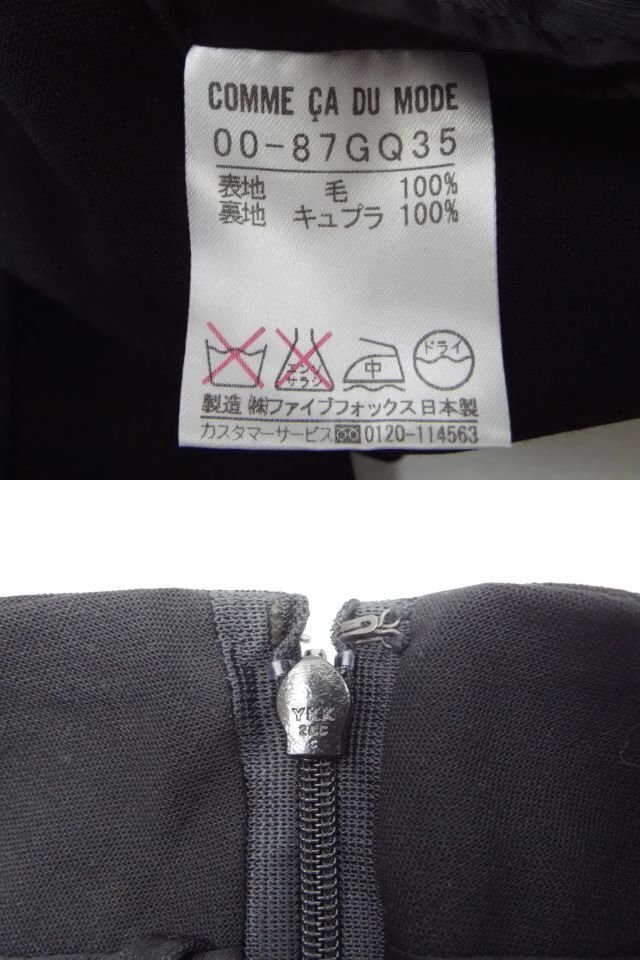 COMME ÇA DU MODE
00-87GQ35
表地 毛 100%
裏地 キュプラ 100%
エンソ
サラシ
中
ドライ
製造 ㈱ファイブフォックス 日本製
カスタマーサービス 0120-114563
YKK